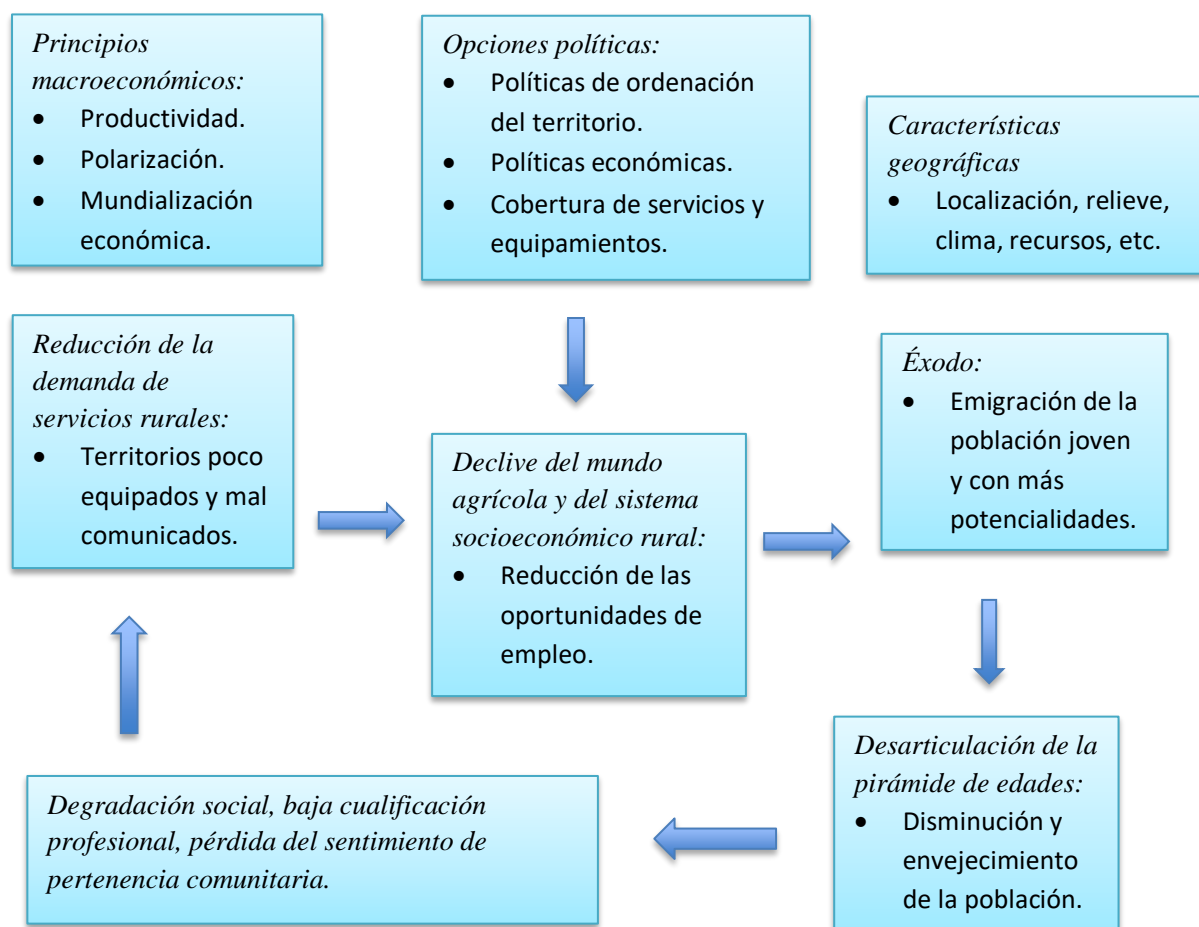 Principios
macroeconómicos:
• Productividad.
• Polarización.
• Mundialización
económica.
Opciones políticas:
• Políticas de ordenación
del territorio.
• Políticas económicas.
• Cobertura de servicios y
equipamientos.
Características
geográficas
• Localización, relieve,
clima, recursos, etc.
Reducción de la
demanda de
servicios rurales:
• Territorios poco
equipados y mal
comunicados.
Declive del mundo
agrícola y del sistema
socioeconómico rural:
• Reducción de las
oportunidades de
empleo.
Éxodo:
• Emigración de la
población joven
y con más
potencialidades.
Degradación social, baja cualificación
profesional, pérdida del sentimiento de
pertenencia comunitaria.
Desarticulación de la
pirámide de edades:
• Disminución y
envejecimiento
de la población.